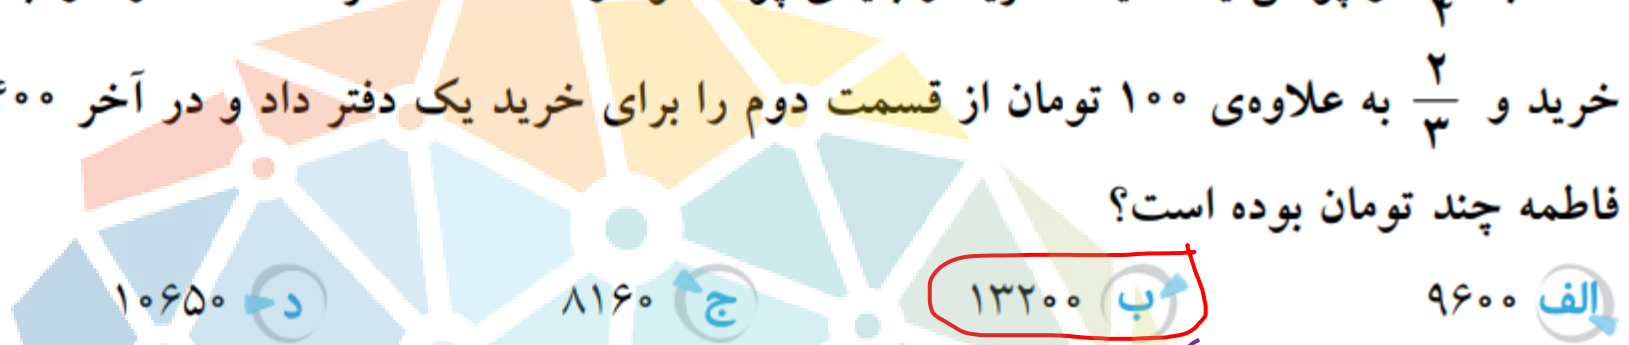 خرید و ۲/۳ به علاوه‌ی ۱۰۰ تومان از قسمت دوم را برای خرید یک دفتر داد و در آخر
فاطمه چند تومان بوده است؟
الف ۹۶۰۰ ب ۱۳۲۰۰ ج ۸۱۶۰ د ۱۰۶۵۰